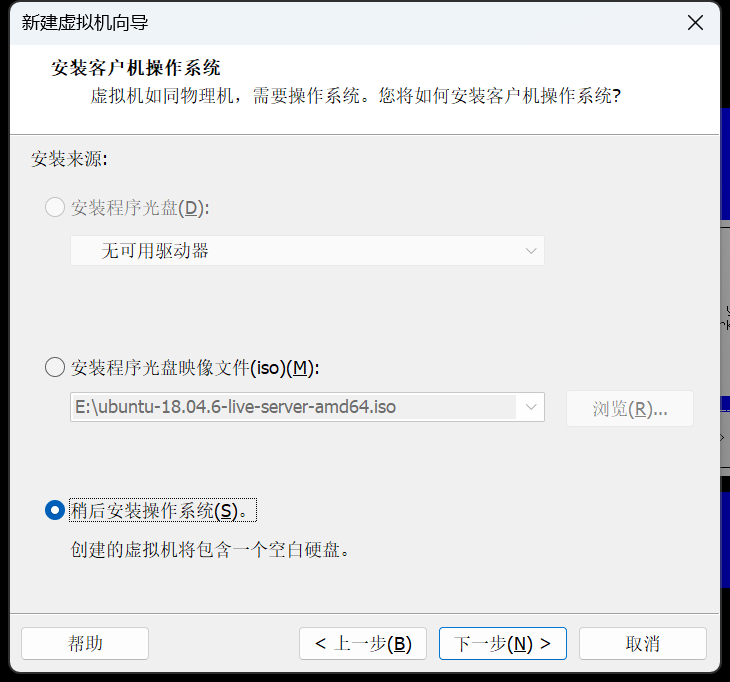 新建虚拟机向导
安装客户机操作系统
虚拟机如同物理机，需要操作系统。您将如何安装客户机操作系统?
安装来源:
安装程序光盘(D):
无可用驱动器
安装程序光盘映像文件(iso)(M):
E:\ubuntu-18.04.6-live-server-amd64.iso
浏览(R)...
稍后安装操作系统(S)。
创建的虚拟机将包含一个空白硬盘。
帮助
< 上一步(B)
下一步(N) >
取消